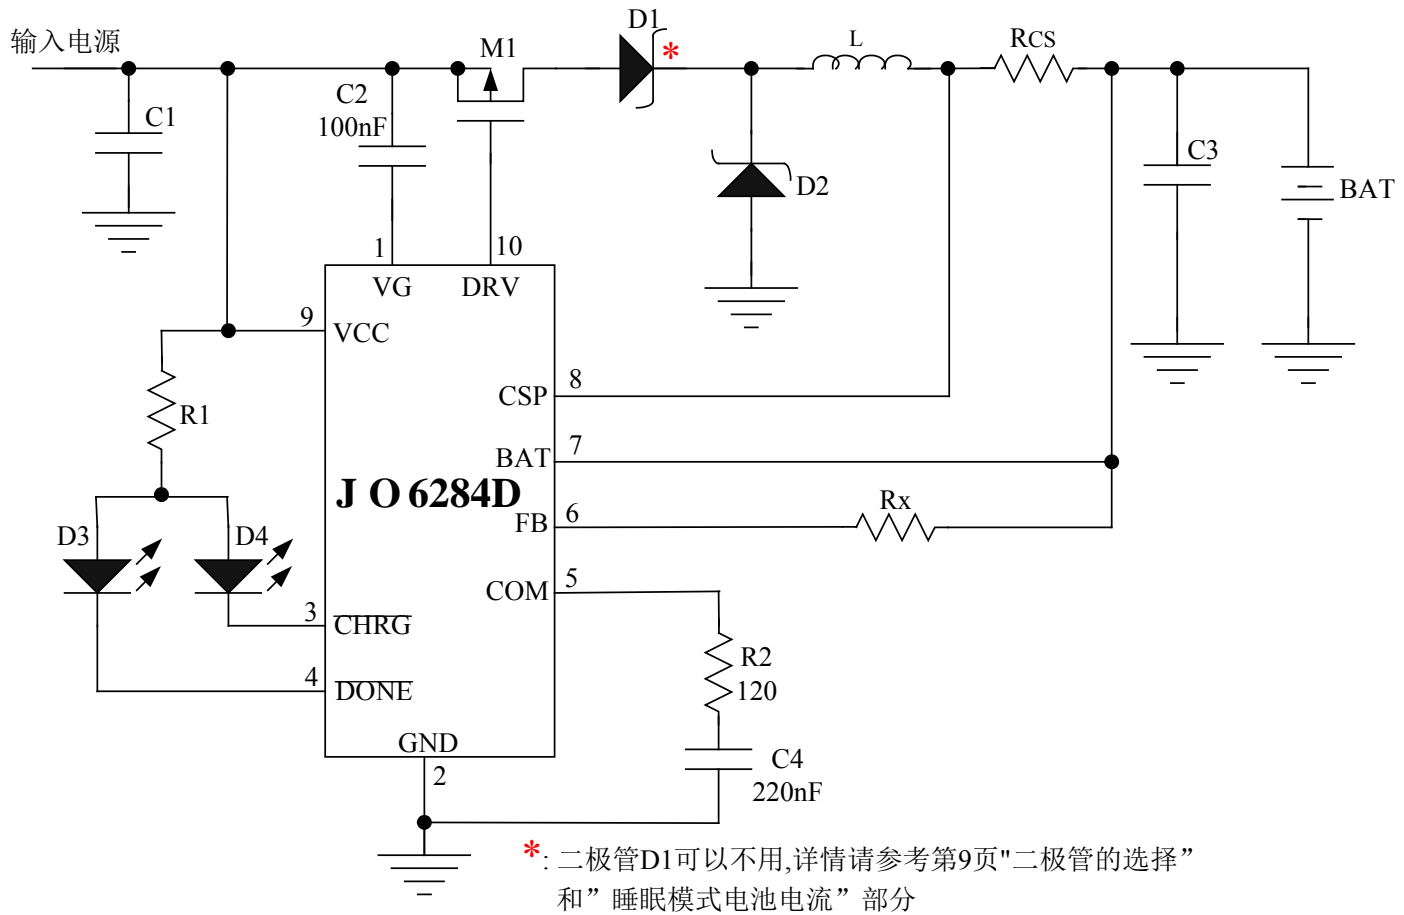 输入电源
D1
*
M1
L
RCS
C1
C2
100nF
C3
D2
BAT
1
10
VG
DRV
9
VCC
R1
CSP
8
BAT
7
J O 6284D
FB
6
Rx
D3
D4
COM
5
3
CHRG
4
DONE
R2
120
GND
2
C4
220nF
*: 二极管D1可以不用,详情请参考第9页"二极管的选择”
和”睡眠模式电池电流”部分